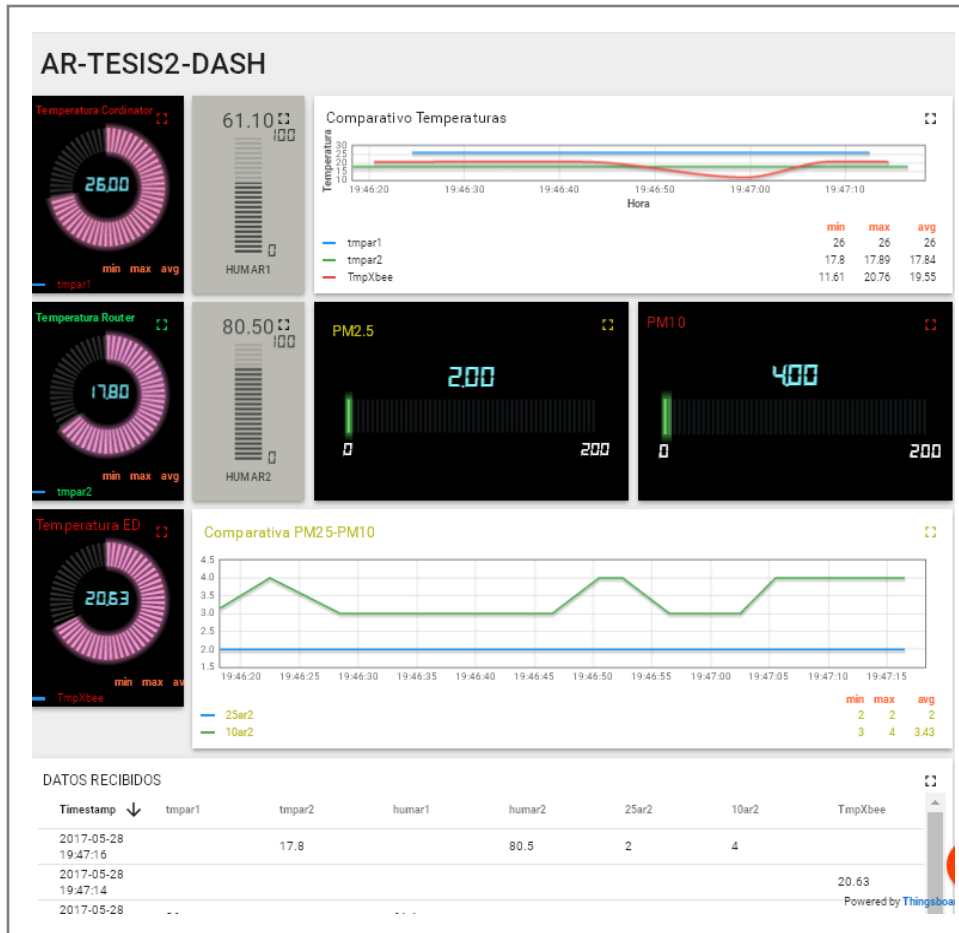 AR-TESIS2-DASH
Temperatura Cordinator
26,00
min max avg
tmpar1
61.10
100
0
HUMAR1
Comparativo Temperaturas
Temperatura
30
25
20
15
10
19:46:20 19:46:30 19:46:40 19:46:50 19:47:00 19:47:10
Hora
min max avg
tmpar1 26 26 26
tmpar2 17.8 17.89 17.84
TmpXbee 11.61 20.76 19.55
Temperatura Router
17,80
min max avg
tmpar2
80.50
100
0
HUMAR2
PM2.5
2,00
0 200
PM10
4,00
0 200
Temperatura ED
20,63
min max av
TmpXbee
Comparativa PM25-PM10
4.5
4.0
3.5
3.0
2.5
2.0
1.5
19:46:20 19:46:25 19:46:30 19:46:35 19:46:40 19:46:45 19:46:50 19:46:55 19:47:00 19:47:05 19:47:10 19:47:15
min max avg
25ar2 2 2 2
10ar2 3 4 3.43
DATOS RECIBIDOS
Timestamp tmpar1 tmpar2 humar1 humar2 25ar2 10ar2 TmpXbee
2017-05-28
19:47:16 17.8 80.5 2 4
2017-05-28
19:47:14 20.63
2017-05-28
Powered by Thingsboar